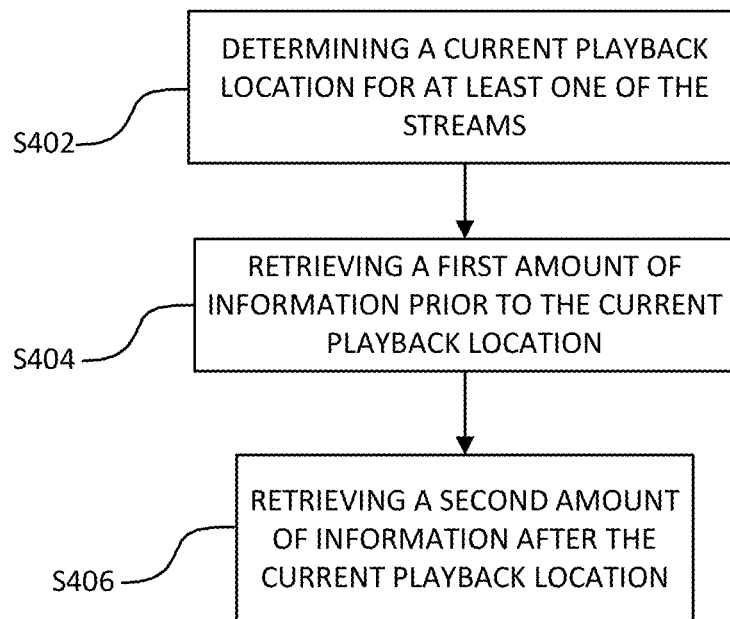 DETERMINING A CURRENT PLAYBACK
LOCATION FOR AT LEAST ONE OF THE
STREAMS
S402
RETRIEVING A FIRST AMOUNT OF
INFORMATION PRIOR TO THE CURRENT
PLAYBACK LOCATION
S404
RETRIEVING A SECOND AMOUNT
OF INFORMATION AFTER THE
CURRENT PLAYBACK LOCATION
S406